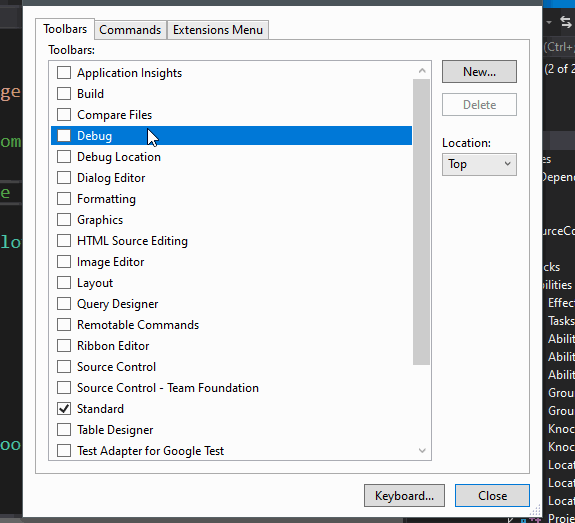 Toolbars
Commands
Extensions Menu
Toolbars:
Application Insights
Build
Compare Files
Debug
Debug Location
Dialog Editor
Formatting
Graphics
HTML Source Editing
Image Editor
Layout
Query Designer
Remotable Commands
Ribbon Editor
Source Control
Source Control - Team Foundation
Standard
Table Designer
Test Adapter for Google Test
New...
Delete
Location:
Top
Keyboard...
Close
ge
om
e
lo
oo
(Ctrl+
(2 of 2
es
Depend
urceCo
cks
bilities
Effec
Tasks
Abili
Abili
Abili
Grou
Grou
Knoc
Knoc
Locat
Locat
Locat
Proje